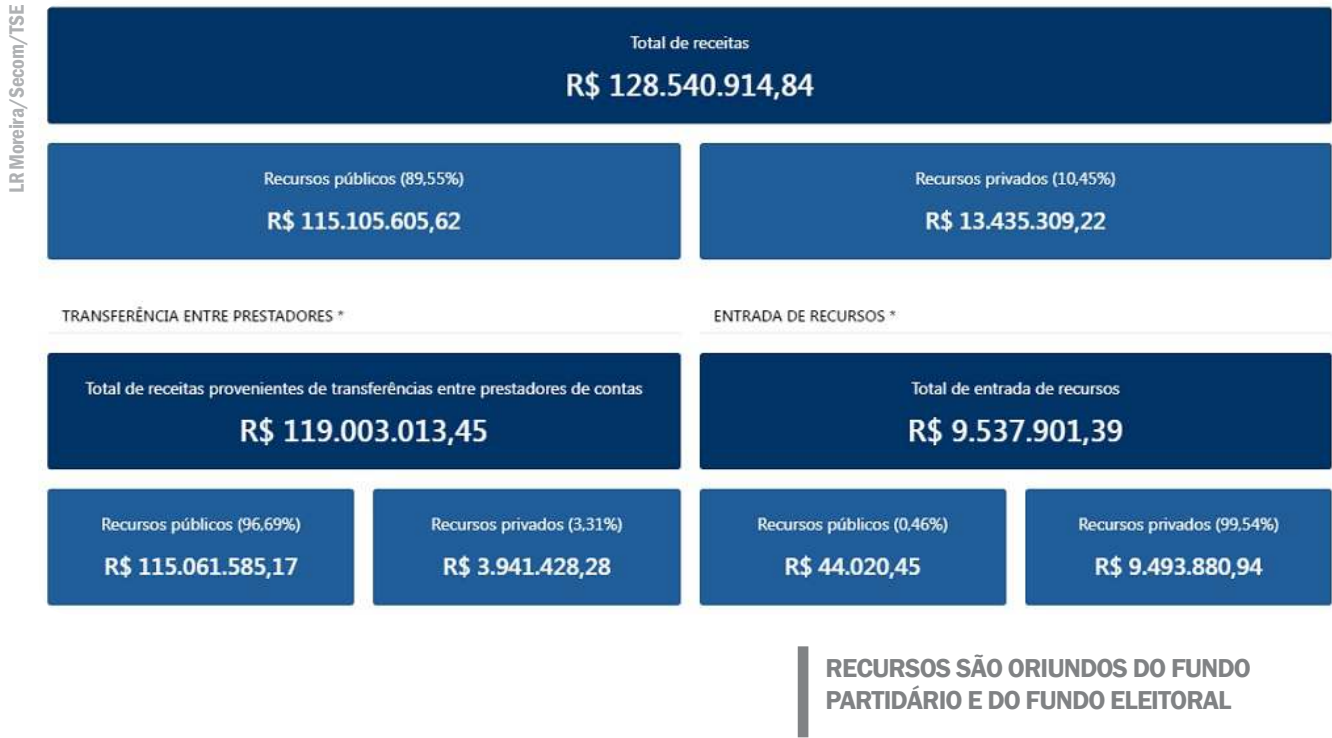 LR Moreira/Secom/TSE
Total de receitas
R$ 128.540.914,84
Recursos públicos (89,55%)
R$ 115.105.605,62
Recursos privados (10,45%)
R$ 13.435.309,22
TRANSFERÊNCIA ENTRE PRESTADORES *
Total de receitas provenientes de transferências entre prestadores de contas
R$ 119.003.013,45
Recursos públicos (96,69%)
R$ 115.061.585,17
Recursos privados (3,31%)
R$ 3.941.428,28
ENTRADA DE RECURSOS *
Total de entrada de recursos
R$ 9.537.901,39
Recursos públicos (0,46%)
R$ 44.020,45
Recursos privados (99,54%)
R$ 9.493.880,94
RECURSOS SÃO ORIUNDOS DO FUNDO
PARTIDÁRIO E DO FUNDO ELEITORAL